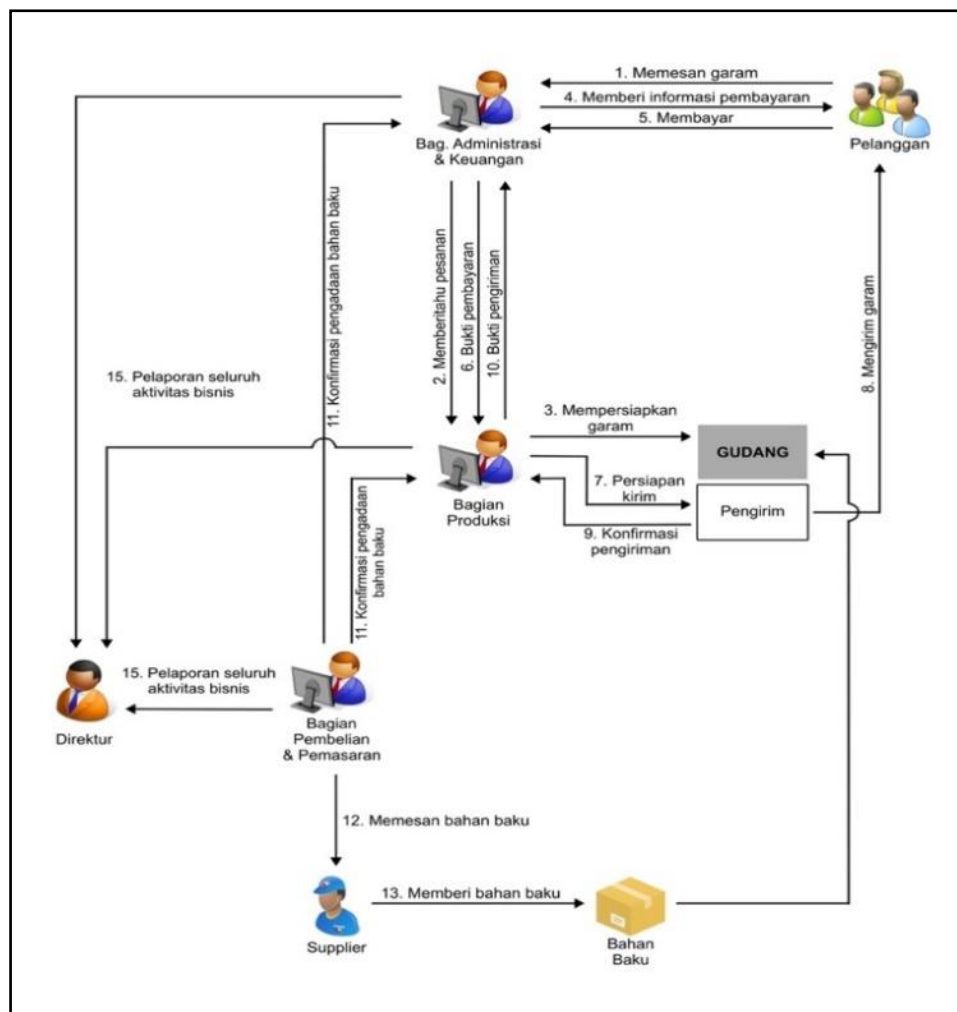 1. Memesan garam
4. Memberi informasi pembayaran
5. Membayar
Bag. Administrasi
& Keuangan
Pelanggan
11. Konfirmasi pengadaan bahan baku
2. Memberitahu pesanan
6. Bukti pembayaran
10. Bukti pengiriman
8. Mengirim garam
15. Pelaporan seluruh
aktivitas bisnis
3. Mempersiapkan
garam
GUDANG
7. Persiapan
kirim
Pengirim
Bagian
Produksi
9. Konfirmasi
pengiriman
11. Konfirmasi pengadaan
bahan baku
15. Pelaporan seluruh
aktivitas bisnis
Direktur
Bagian
Pembelian
& Pemasaran
12. Memesan bahan baku
13. Memberi bahan baku
Supplier
Bahan
Baku